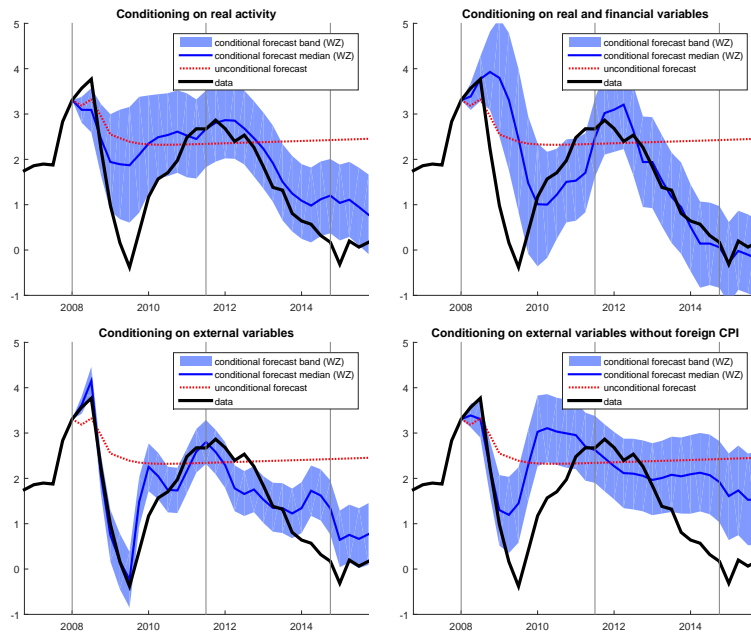 Conditioning on real activity
conditional forecast band (WZ)
conditional forecast median (WZ)
unconditional forecast
data
5
4
3
2
1
0
-1
2008
2010
2012
2014
Conditioning on real and financial variables
conditional forecast band (WZ)
conditional forecast median (WZ)
unconditional forecast
data
5
4
3
2
1
0
-1
2008
2010
2012
2014
Conditioning on external variables
conditional forecast band (WZ)
conditional forecast median (WZ)
unconditional forecast
data
5
4
3
2
1
0
-1
2008
2010
2012
2014
Conditioning on external variables without foreign CPI
conditional forecast band (WZ)
conditional forecast median (WZ)
unconditional forecast
data
5
4
3
2
1
0
-1
2008
2010
2012
2014